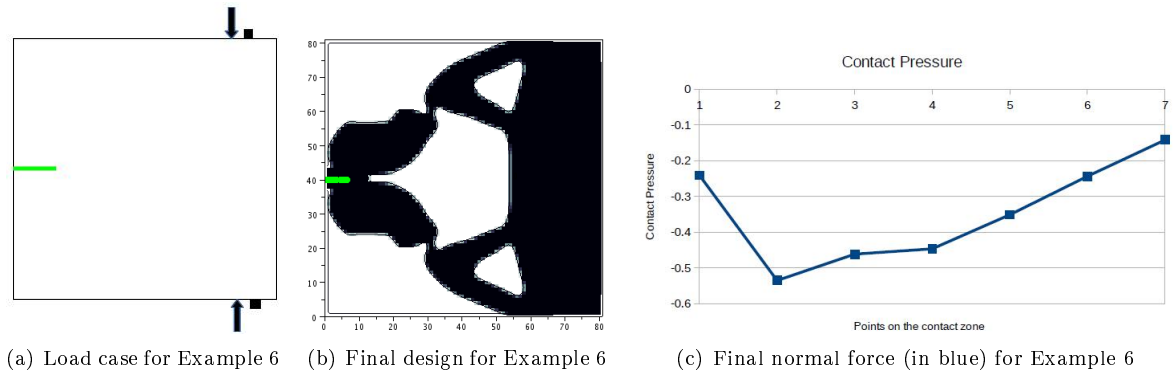 80
70
60
50
40
30
20
10
0
0 10 20 30 40 50 60 70 80
Contact Pressure
0
-0.1
-0.2
-0.3
-0.4
-0.5
-0.6
1 2 3 4 5 6 7
Contact Pressure
Points on the contact zone
(a) Load case for Example 6
(b) Final design for Example 6
(c) Final normal force (in blue) for Example 6